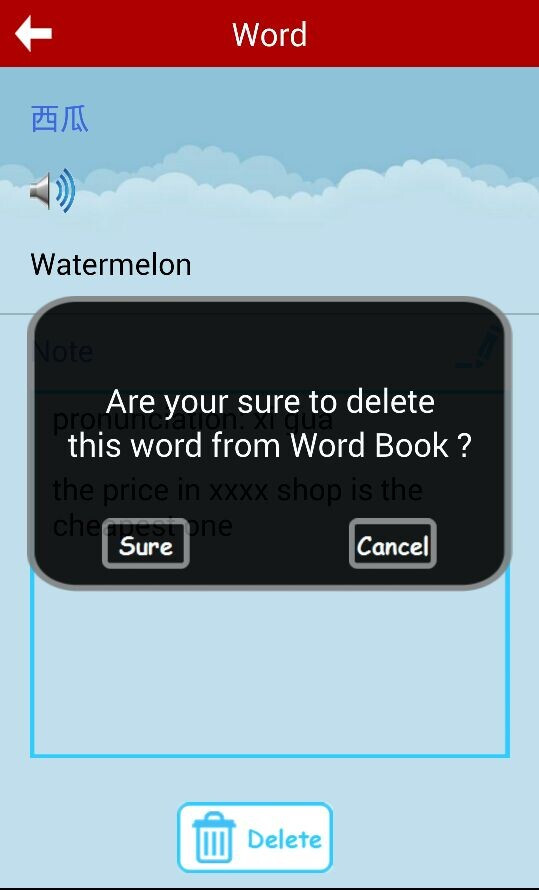 Word
西瓜
Watermelon
Note
pronunciation: xi gua
the price in xxxx shop is the
cheapest one
Are your sure to delete
this word from Word Book ?
Sure
Cancel
Delete